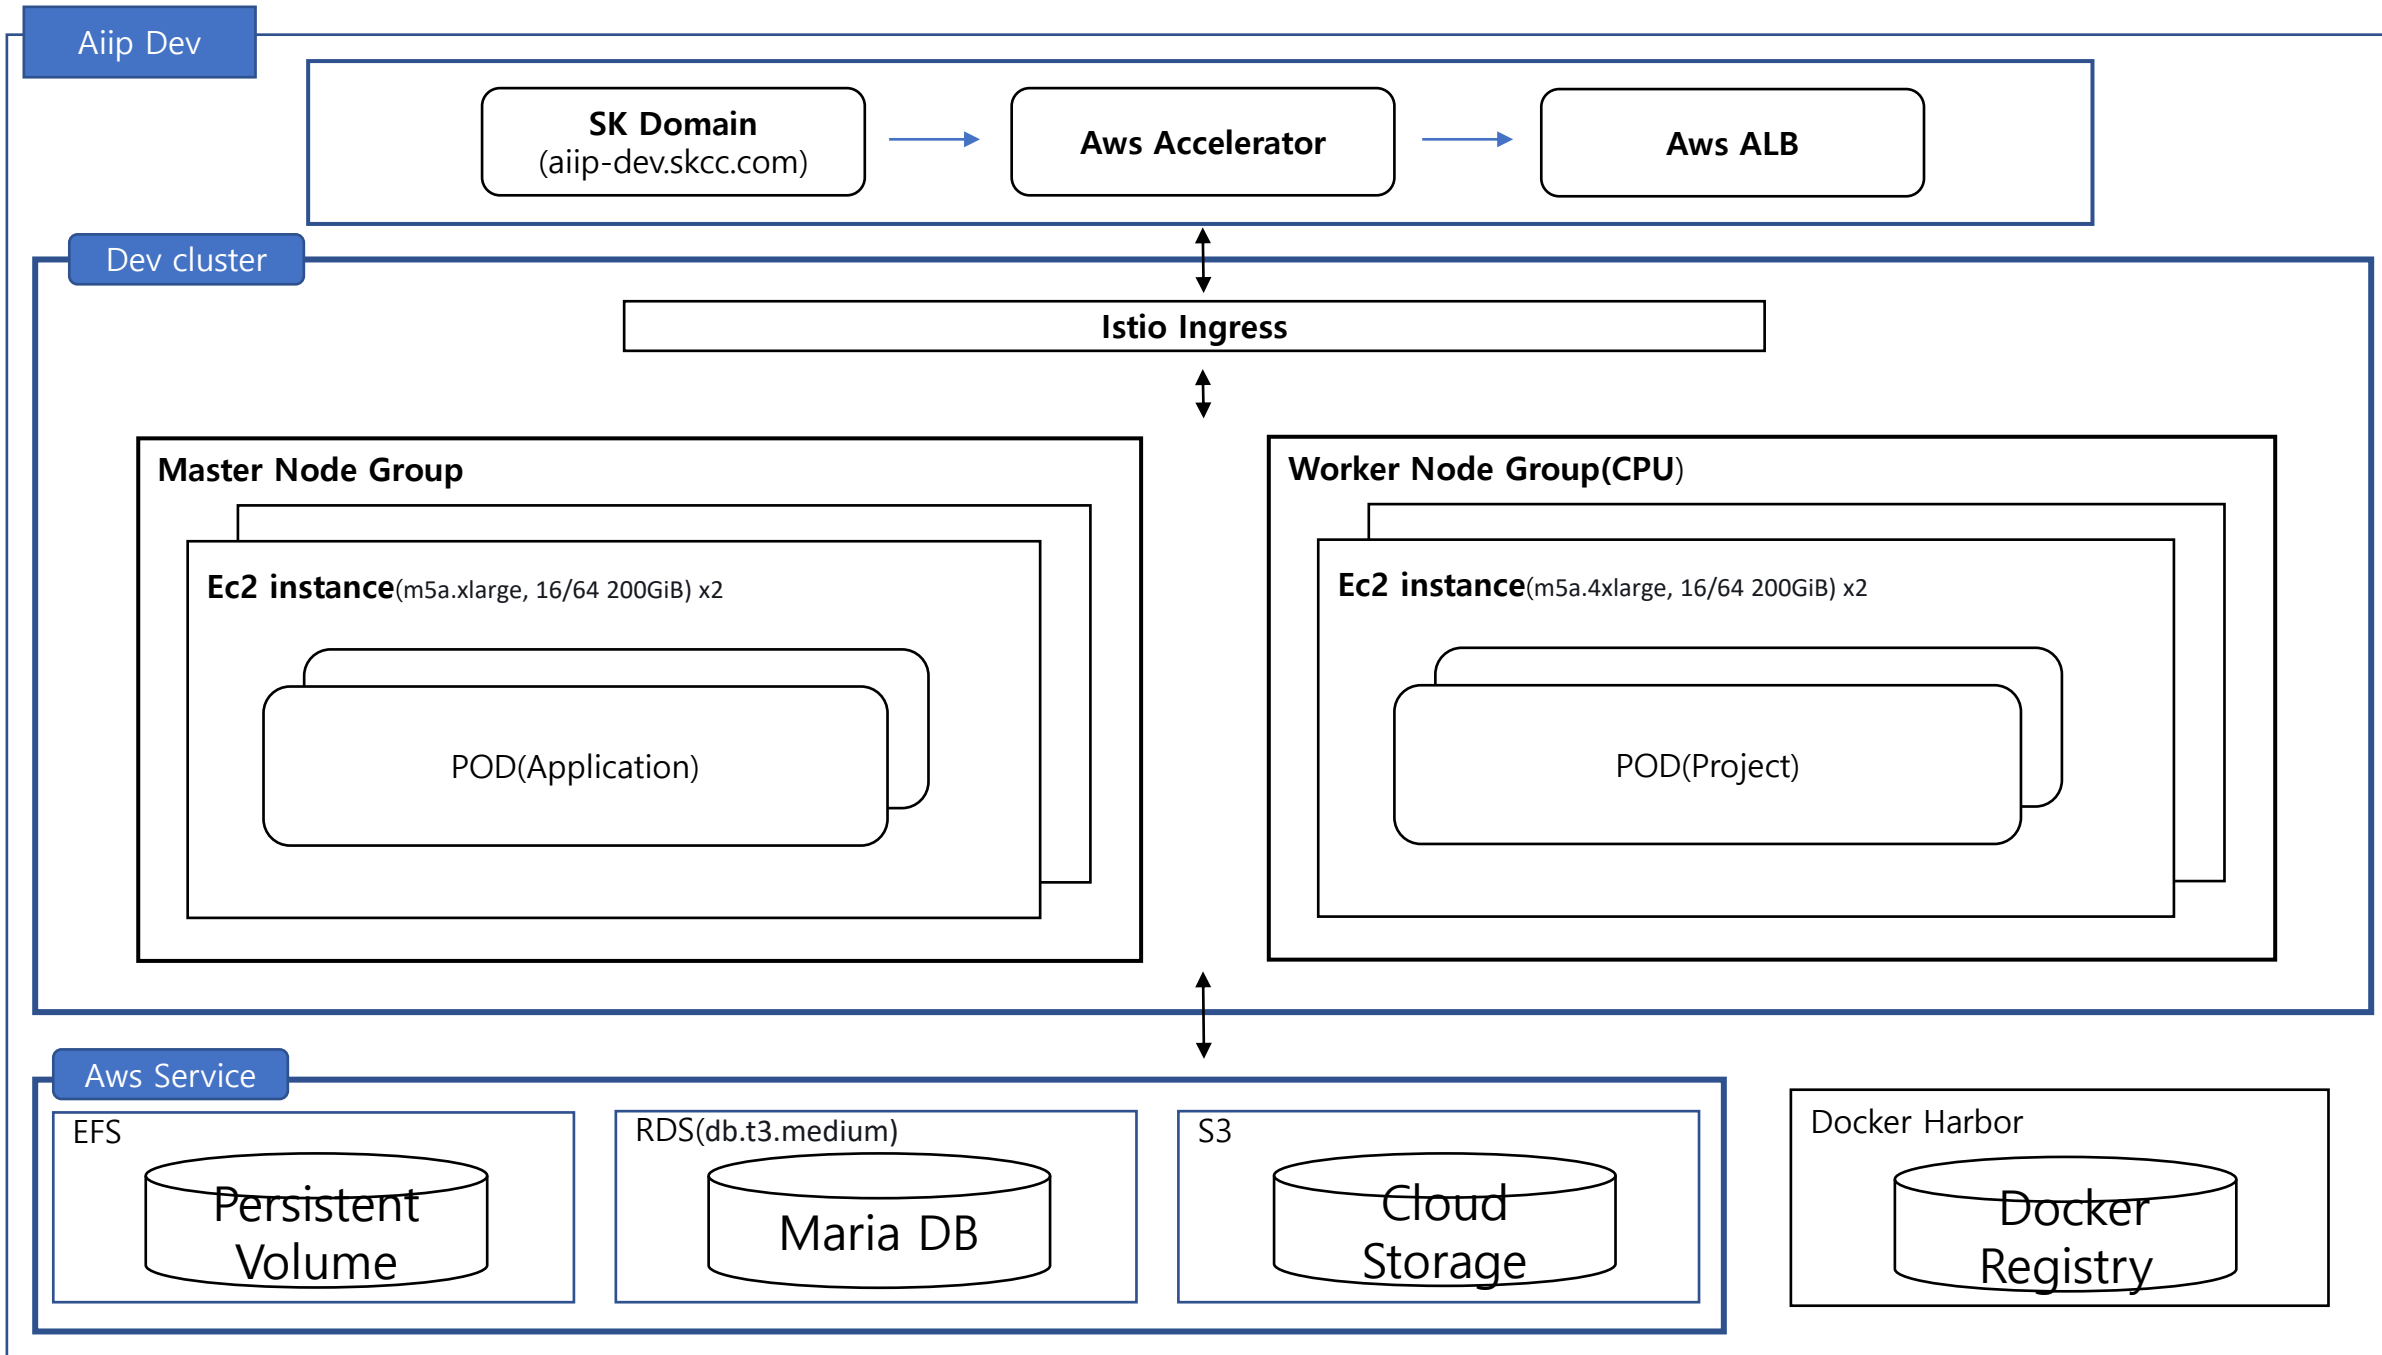 Aiip Dev
SK Domain
(aiip-dev.skcc.com)
Aws Accelerator
Aws ALB
Dev cluster
Istio Ingress
Master Node Group
Ec2 instance(m5a.xlarge, 16/64 200GiB) x2
POD(Application)
Worker Node Group(CPU)
Ec2 instance(m5a.4xlarge, 16/64 200GiB) x2
POD(Project)
Aws Service
EFS
Persistent
Volume
RDS(db.t3.medium)
Maria DB
S3
Cloud
Storage
Docker Harbor
Docker
Registry